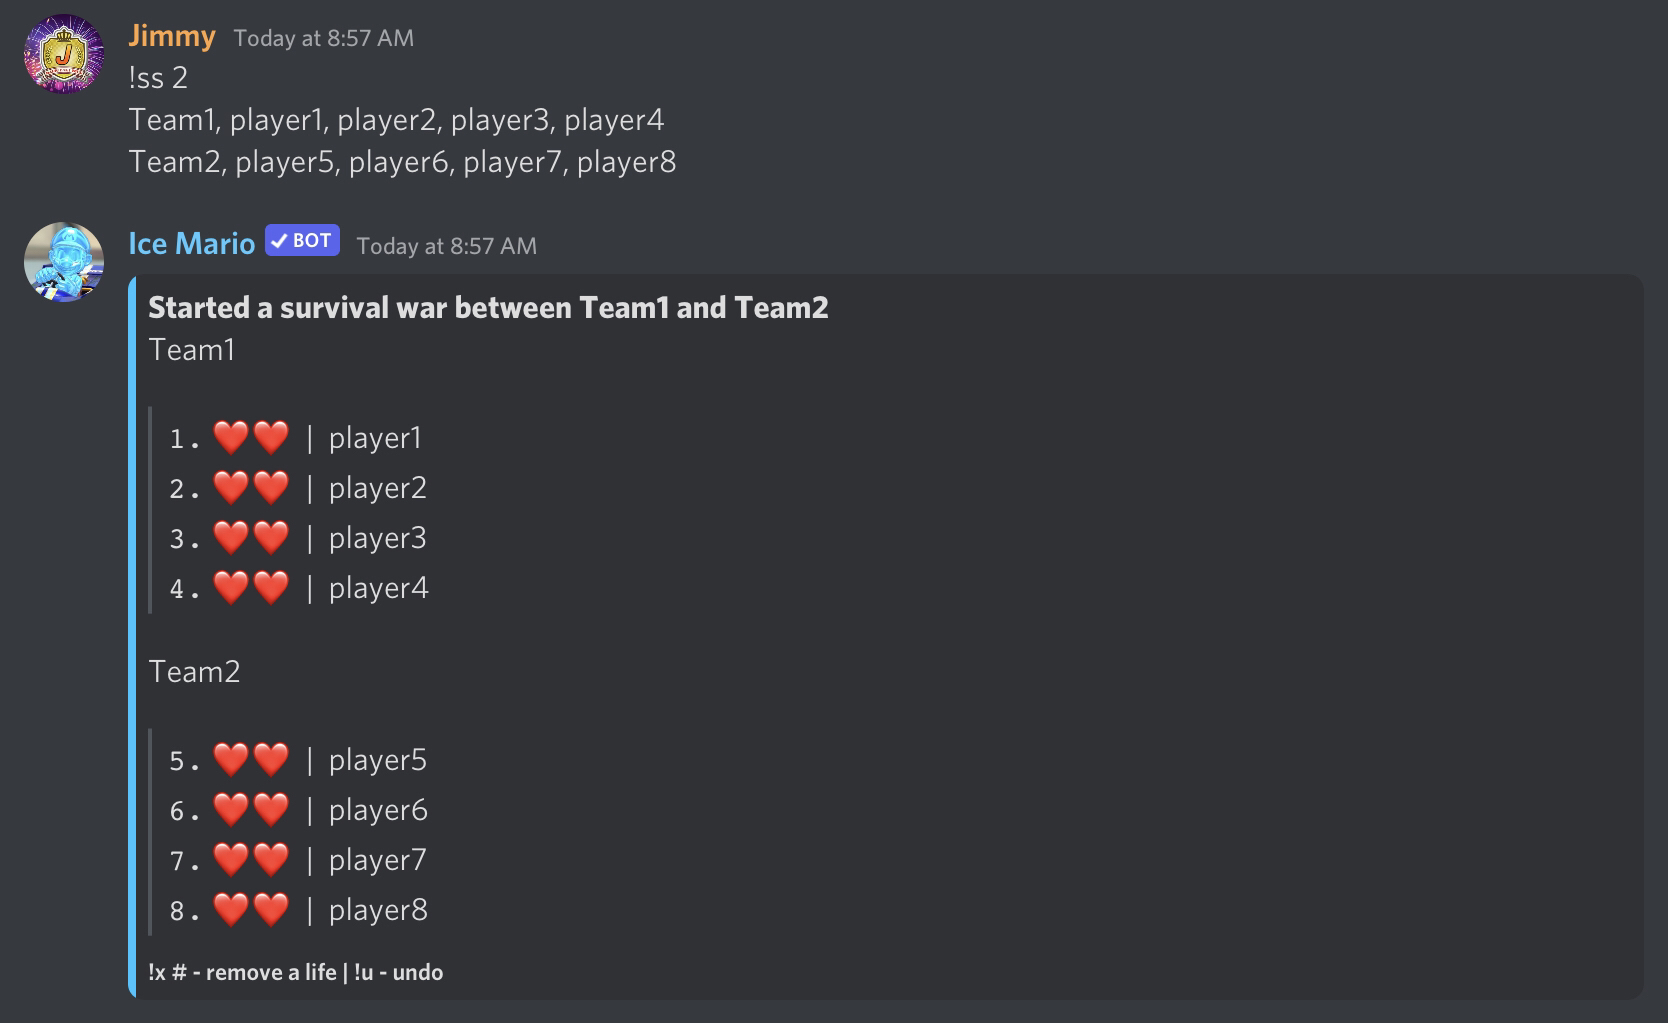 Jimmy Today at 8:57 AM
!ss 2
Team1, player1, player2, player3, player4
Team2, player5, player6, player7, player8
Ice Mario ✓ BOT Today at 8:57 AM
Started a survival war between Team1 and Team2
Team1
1. ❤️❤️ | player1
2. ❤️❤️ | player2
3. ❤️❤️ | player3
4. ❤️❤️ | player4
Team2
5. ❤️❤️ | player5
6. ❤️❤️ | player6
7. ❤️❤️ | player7
8. ❤️❤️ | player8
!x # - remove a life | !u - undo